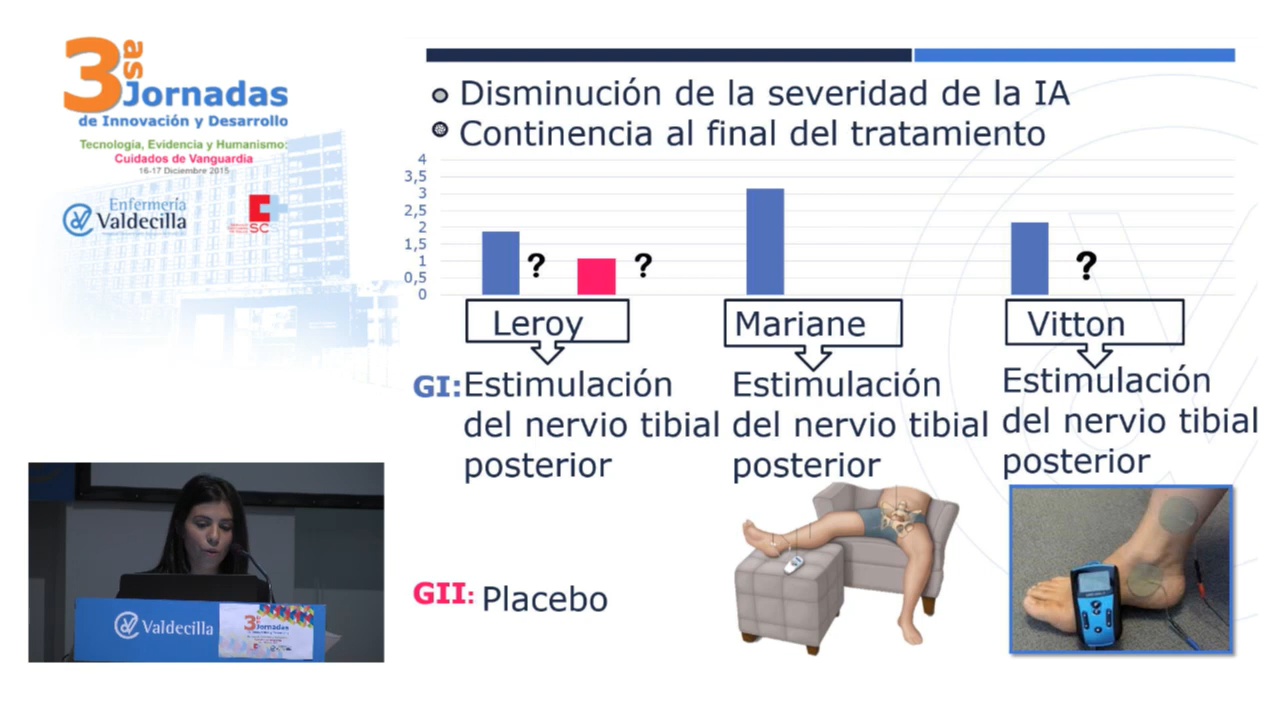 3as
Jornadas
de Innovación y Desarrollo
Tecnología, Evidencia y Humanismo:
Cuidados de Vanguardia
16-17 Diciembre 2015
Enfermería
Valdecilla
SC
Disminución de la severidad de la IA
Continencia al final del tratamiento
4
3,5
3
2,5
2
1,5
1
0,5
0
? ? ?
Leroy Mariane Vitton
GI: Estimulación del nervio tibial posterior
Estimulación del nervio tibial posterior
Estimulación del nervio tibial posterior
GII: Placebo
Valdecilla
3as
Jornadas